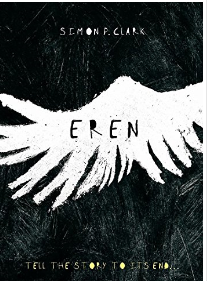 SIMON P. CLARK
EREN
TELL THE STORY TO ITS END...